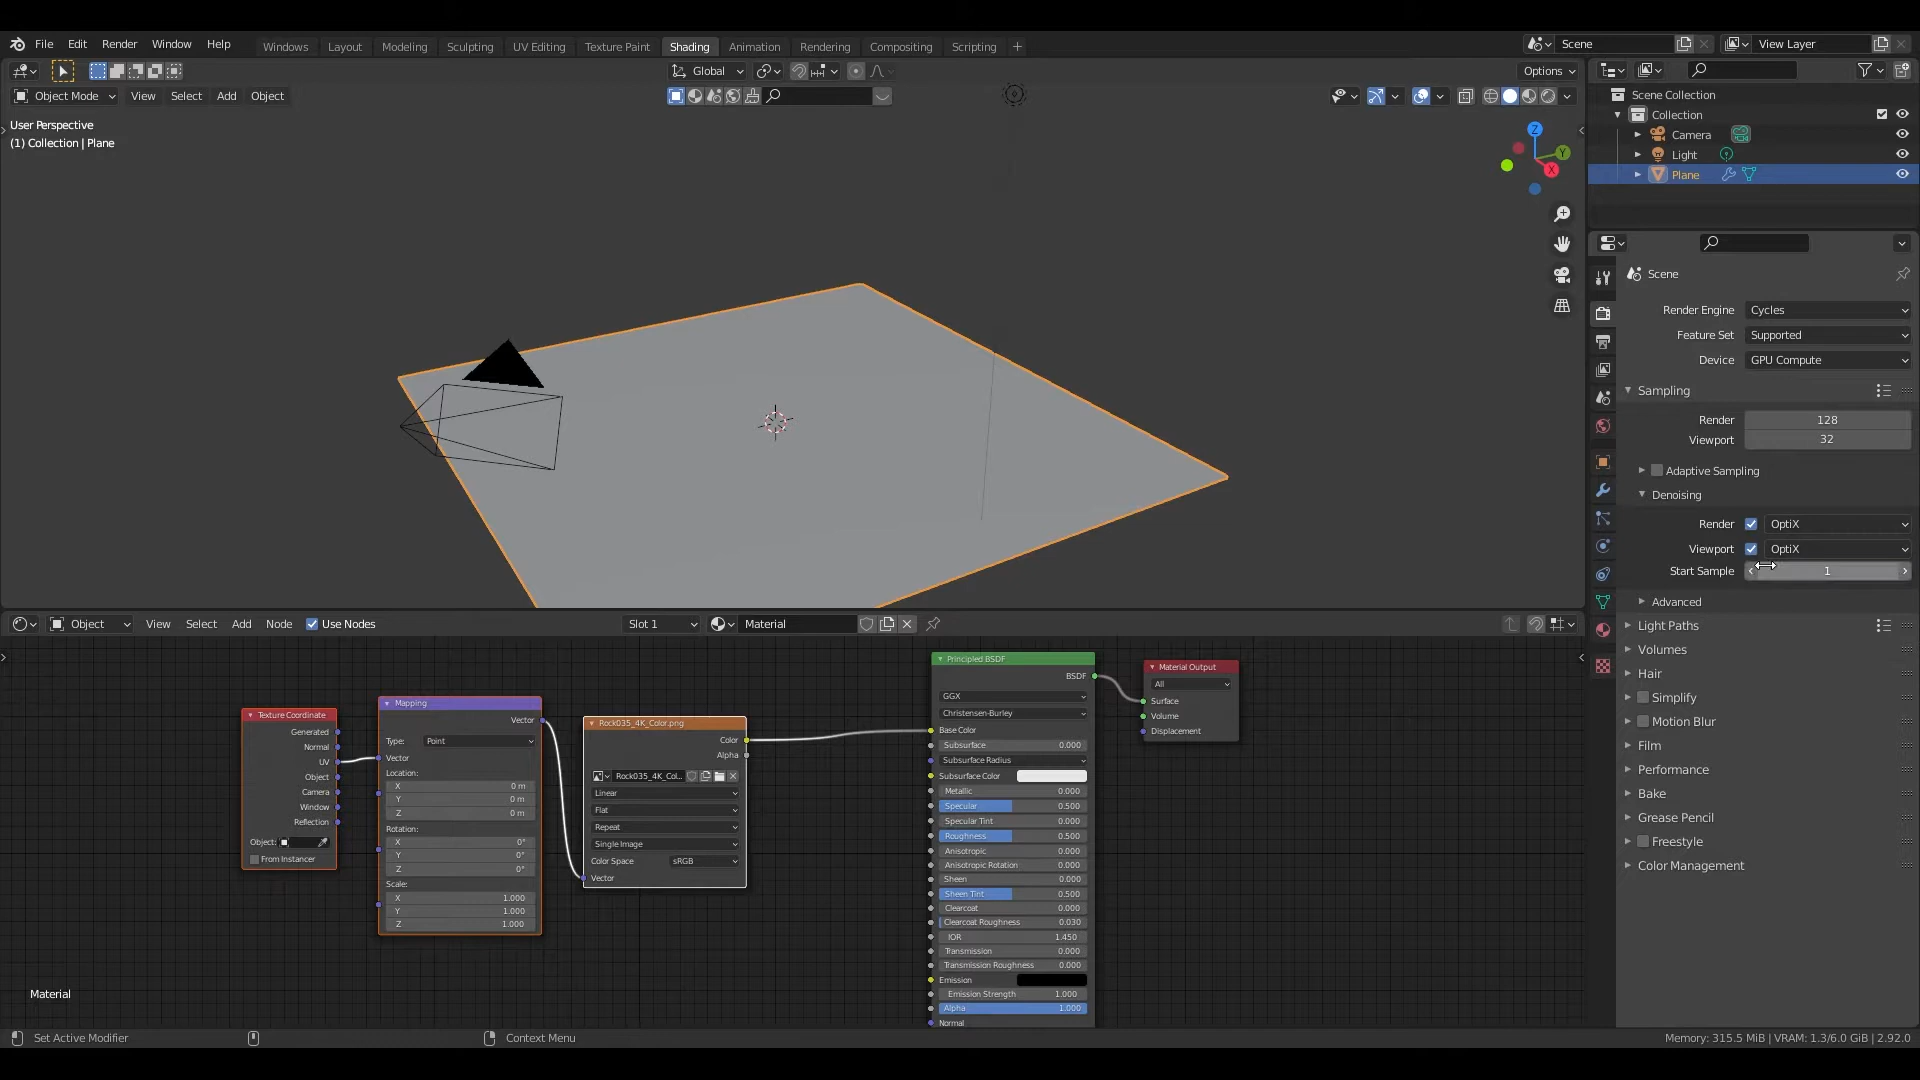 File Edit Render Window Help
Windows Layout Modeling Sculpting UV Editing Texture Paint Shading Animation Rendering Compositing Scripting +
Scene
View Layer
Global
Options
Object Mode View Select Add Object
User Perspective
(1) Collection | Plane
Z
Y
X
Scene Collection
Collection
Camera
Light
Plane
Scene
Render Engine Cycles
Feature Set Supported
Device GPU Compute
Sampling
Render 128
Viewport 32
Adaptive Sampling
Denoising
Render OptiX
Viewport OptiX
Start Sample 1
Advanced
Light Paths
Volumes
Hair
Simplify
Motion Blur
Film
Performance
Bake
Grease Pencil
Freestyle
Color Management
Object View Select Add Node Use Nodes Slot 1 Material
Texture Coordinate
Generated
Normal
UV
Object
Camera
Window
Reflection
Object:
From Instancer
Mapping
Vector
Type: Point
Vector
Location:
X 0 m
Y 0 m
Z 0 m
Rotation:
X 0°
Y 0°
Z 0°
Scale:
X 1.000
Y 1.000
Z 1.000
Rock035_4K_Color.png
Color
Alpha
Rock035_4K_Col...
Linear
Flat
Repeat
Single Image
Color Space sRGB
Vector
Principled BSDF
BSDF
GGX
Christensen-Burley
Base Color
Subsurface 0.000
Subsurface Radius
Subsurface Color
Metallic 0.000
Specular 0.500
Specular Tint 0.000
Roughness 0.500
Anisotropic 0.000
Anisotropic Rotation 0.000
Sheen 0.000
Sheen Tint 0.500
Clearcoat 0.000
Clearcoat Roughness 0.030
IOR 1.450
Transmission 0.000
Transmission Roughness 0.000
Emission
Emission Strength 1.000
Alpha 1.000
Normal
Material Output
All
Surface
Volume
Displacement
Material
Set Active Modifier
Context Menu
Memory: 315.5 MiB | VRAM: 1.3/6.0 GiB | 2.92.0